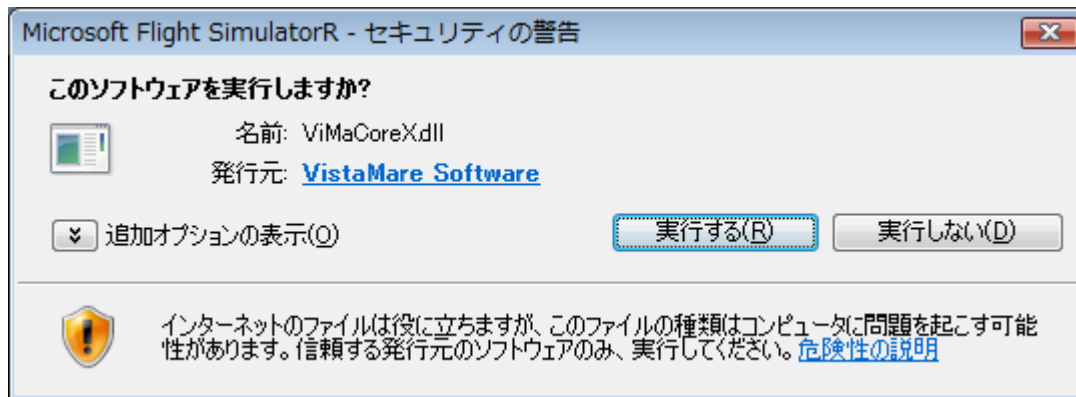 Microsoft Flight SimulatorR - セキュリティの警告
このソフトウェアを実行しますか?
名前: ViMaCoreX.dll
発行元: VistaMare Software
追加オプションの表示(O)
実行する(R)
実行しない(D)
インターネットのファイルは役に立ちますが、このファイルの種類はコンピュータに問題を起こす可能
性があります。信頼する発行元のソフトウェアのみ、実行してください。危険性の説明